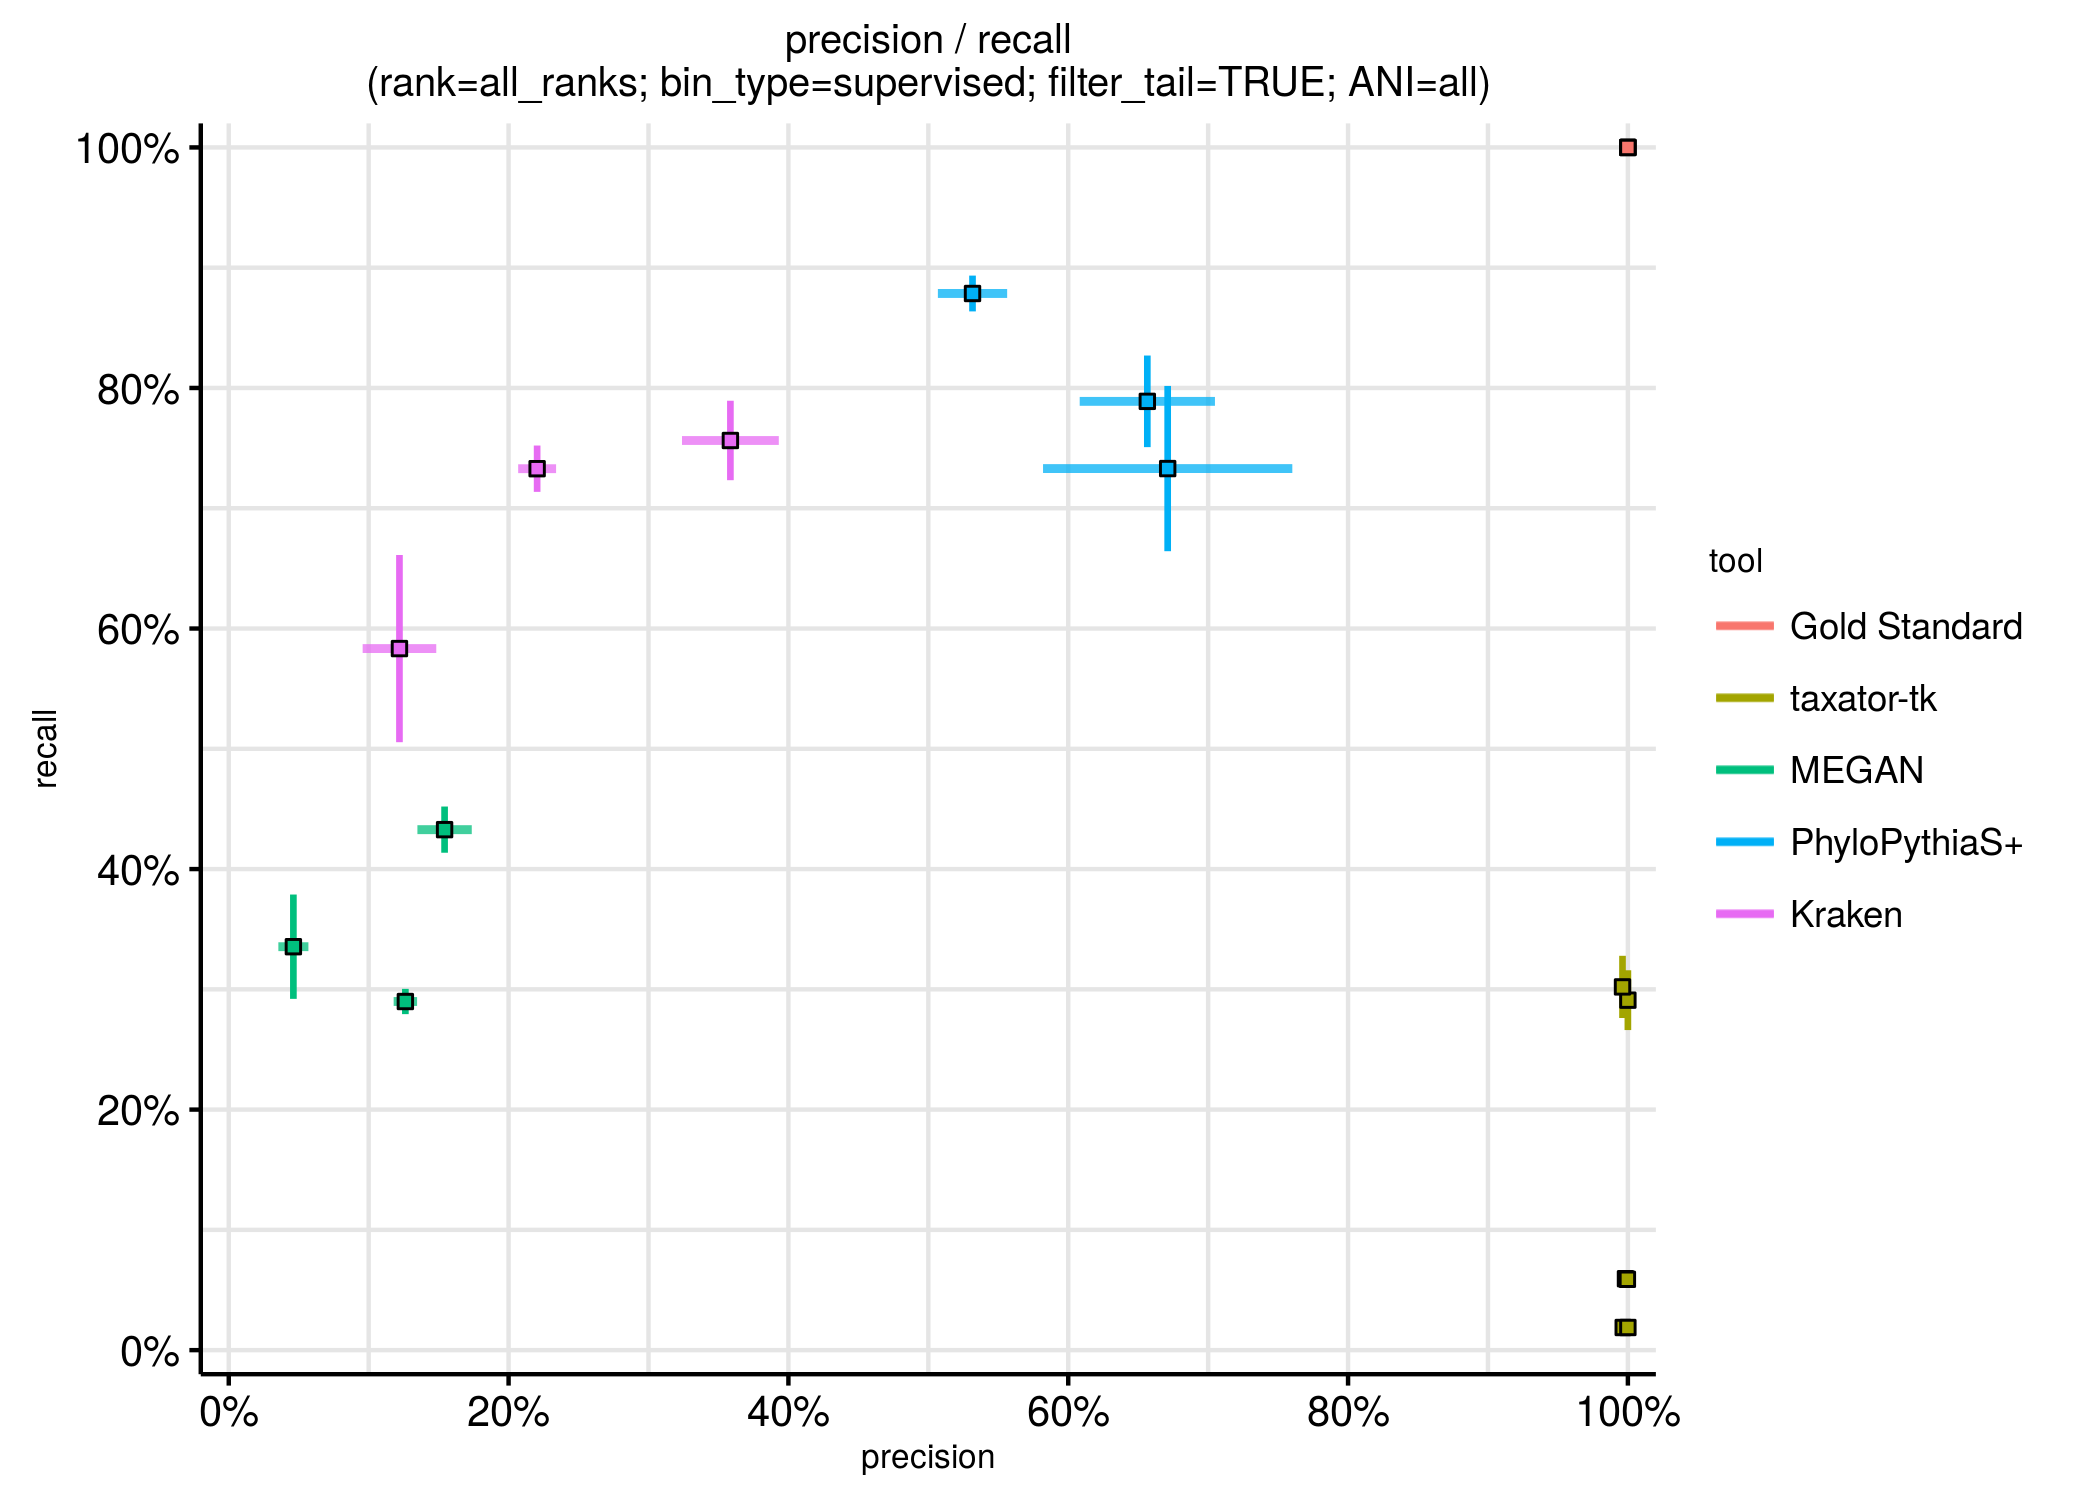 precision / recall
(rank=all_ranks; bin_type=supervised; filter_tail=TRUE; ANI=all)
100%
80%
60%
40%
20%
0%
recall
0%
20%
40%
60%
80%
100%
precision
tool
Gold Standard
taxator-tk
MEGAN
PhyloPythiaS+
Kraken